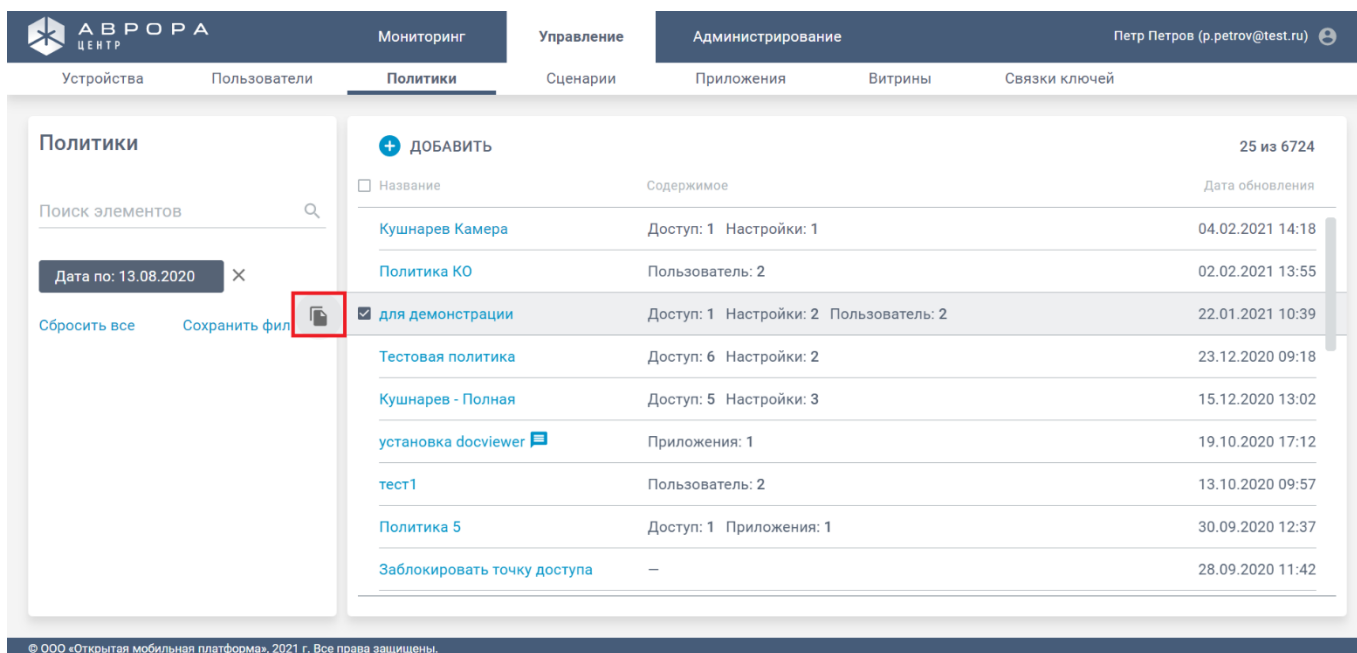 АВРОРА
ЦЕНТР
Мониторинг Управление Администрирование Петр Петров (p.petrov@test.ru)
Устройства Пользователи Политики Сценарии Приложения Витрины Связки ключей
Политики
Поиск элементов
Дата по: 13.08.2020
Сбросить все Сохранить фил
ДОБАВИТЬ 25 из 6724
Название Содержимое Дата обновления
Кушнарев Камера Доступ: 1 Настройки: 1 04.02.2021 14:18
Политика КО Пользователь: 2 02.02.2021 13:55
для демонстрации Доступ: 1 Настройки: 2 Пользователь: 2 22.01.2021 10:39
Тестовая политика Доступ: 6 Настройки: 2 23.12.2020 09:18
Кушнарев - Полная Доступ: 5 Настройки: 3 15.12.2020 13:02
установка docviewer Приложения: 1 19.10.2020 17:12
тест1 Пользователь: 2 13.10.2020 09:57
Политика 5 Доступ: 1 Приложения: 1 30.09.2020 12:37
Заблокировать точку доступа — 28.09.2020 11:42
© ООО «Открытая мобильная платформа», 2021 г. Все права защищены.